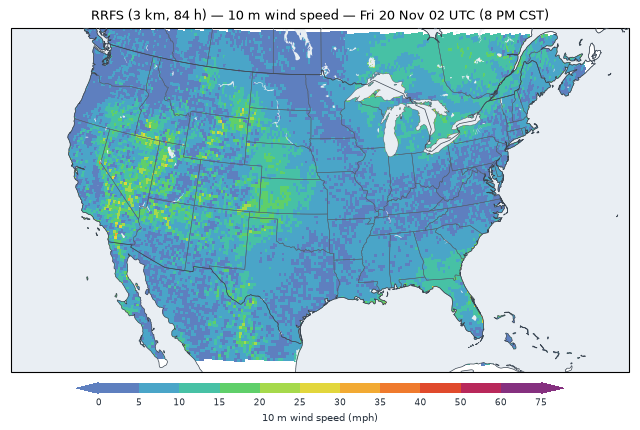 RRFS (3 km, 84 h) — 10 m wind speed — Fri 20 Nov 02 UTC (8 PM CST)
0 5 10 15 20 25 30 35 40 50 60 75
10 m wind speed (mph)